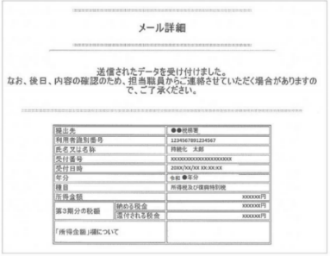 メール詳細
送信されたデータを受け付けました。
なお、後日、内容の確認のため、担当職員からご連絡させていただく場合がありますの
で、ご了承ください。
提出先 ●●税務署
利用者識別番号 1234567891234567
氏名又は名称 国税 太郎
受付番号 XXXXXXXXXXXXXXXXXXXX
受付日時 20XX/XX/XX XX:XX:XX
年分 ●年分
種目 所得税及び復興特別税
所得金額 XXXXXX円
第3期分の税額 納める税金 XXXXXX円
還付される税金 XXXXXX円
「所得金額」欄について